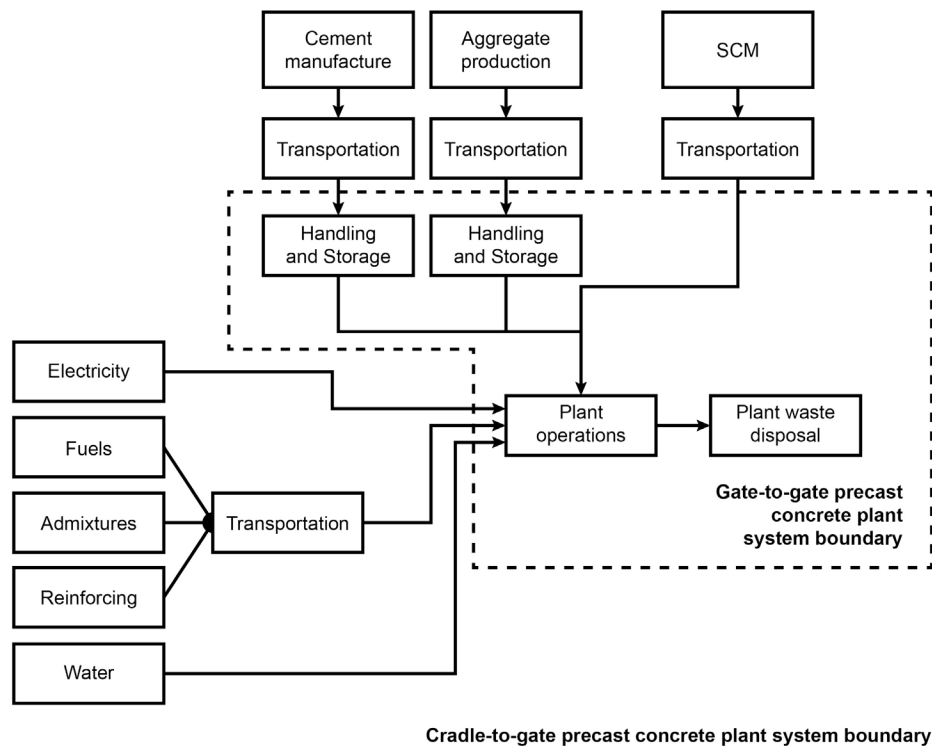 Cement
manufacture
Aggregate
production
SCM
Transportation
Transportation
Transportation
Handling
and Storage
Handling
and Storage
Electricity
Fuels
Admixtures
Reinforcing
Water
Transportation
Plant
operations
Plant waste
disposal
Gate-to-gate precast
concrete plant
system boundary
Cradle-to-gate precast concrete plant system boundary